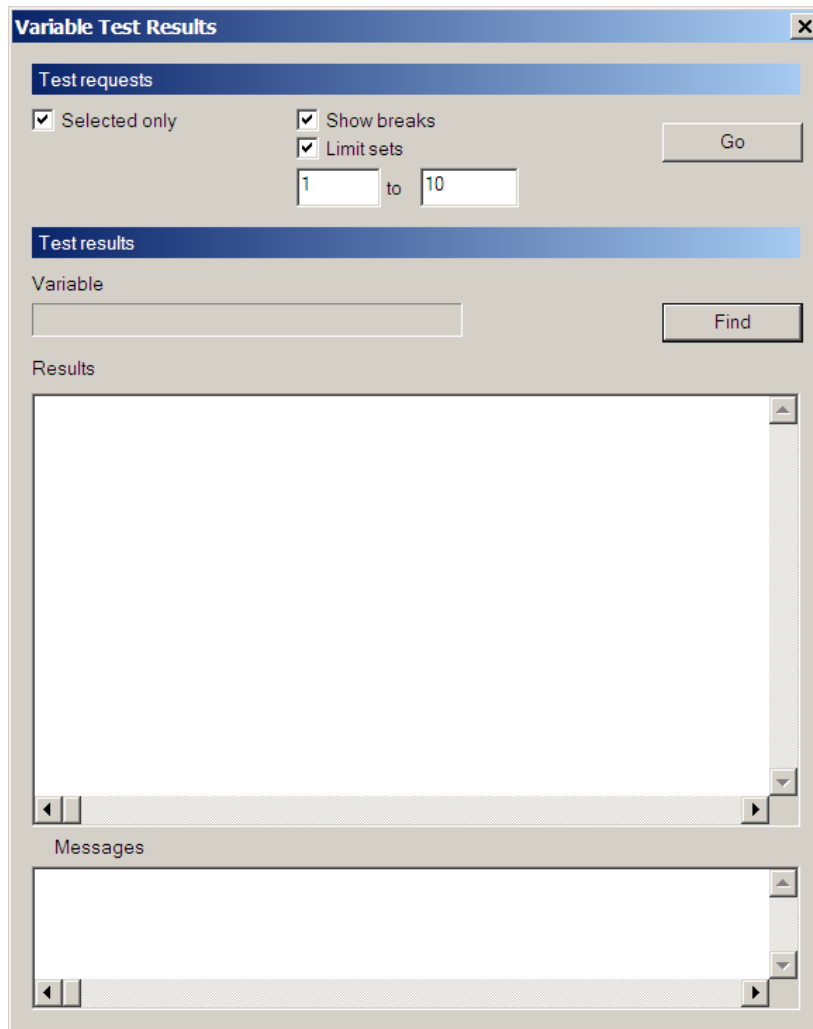 Variable Test Results
Test requests
Selected only
Show breaks
Go
Limit sets
1 to 10
Test results
Variable
Find
Results
Messages